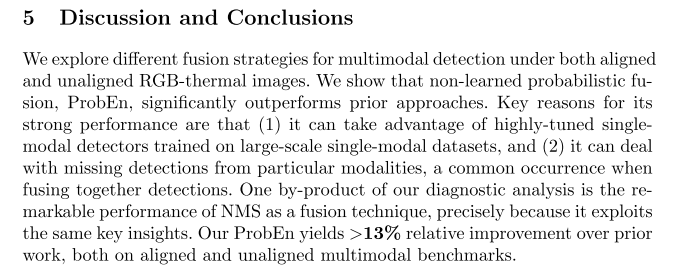 5 Discussion and Conclusions
We explore different fusion strategies for multimodal detection under both aligned
and unaligned RGB-thermal images. We show that non-learned probabilistic fu-
sion, ProbEn, significantly outperforms prior approaches. Key reasons for its
strong performance are that (1) it can take advantage of highly-tuned single-
modal detectors trained on large-scale single-modal datasets, and (2) it can deal
with missing detections from particular modalities, a common occurrence when
fusing together detections. One by-product of our diagnostic analysis is the re-
markable performance of NMS as a fusion technique, precisely because it exploits
the same key insights. Our ProbEn yields >13% relative improvement over prior
work, both on aligned and unaligned multimodal benchmarks.